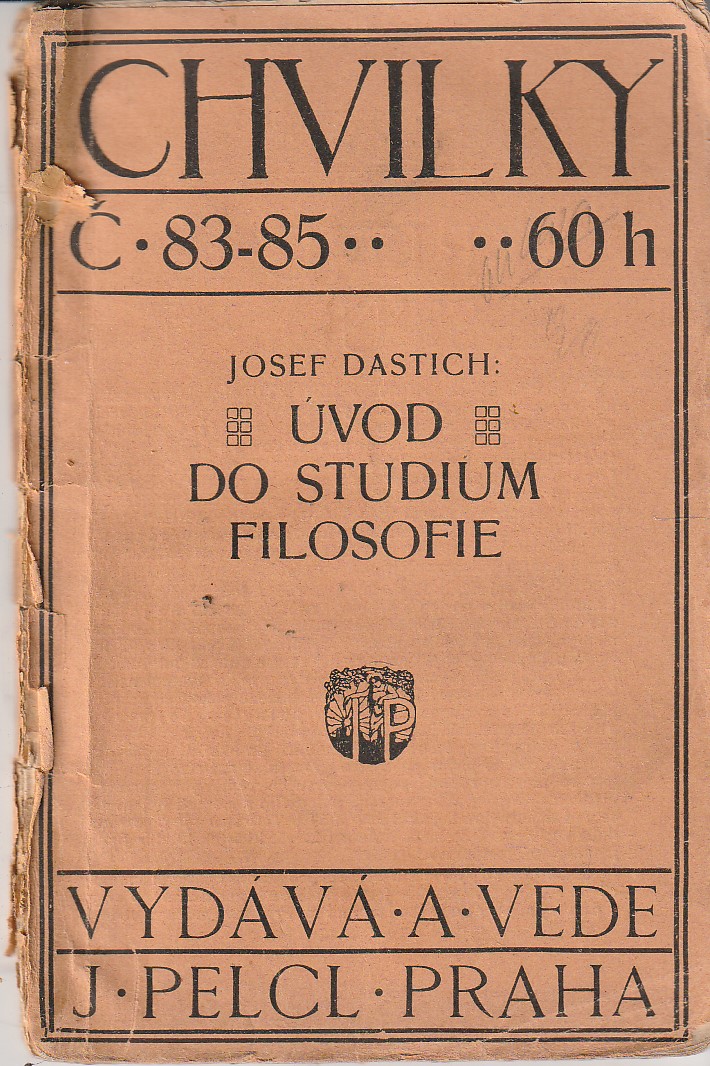 CHVILKY
Č·83-85·· ··60 h
JOSEF DASTICH:
ÚVOD
DO STUDIUM
FILOSOFIE
VYDÁVÁ·A·VEDE
J·PELCL·PRAHA